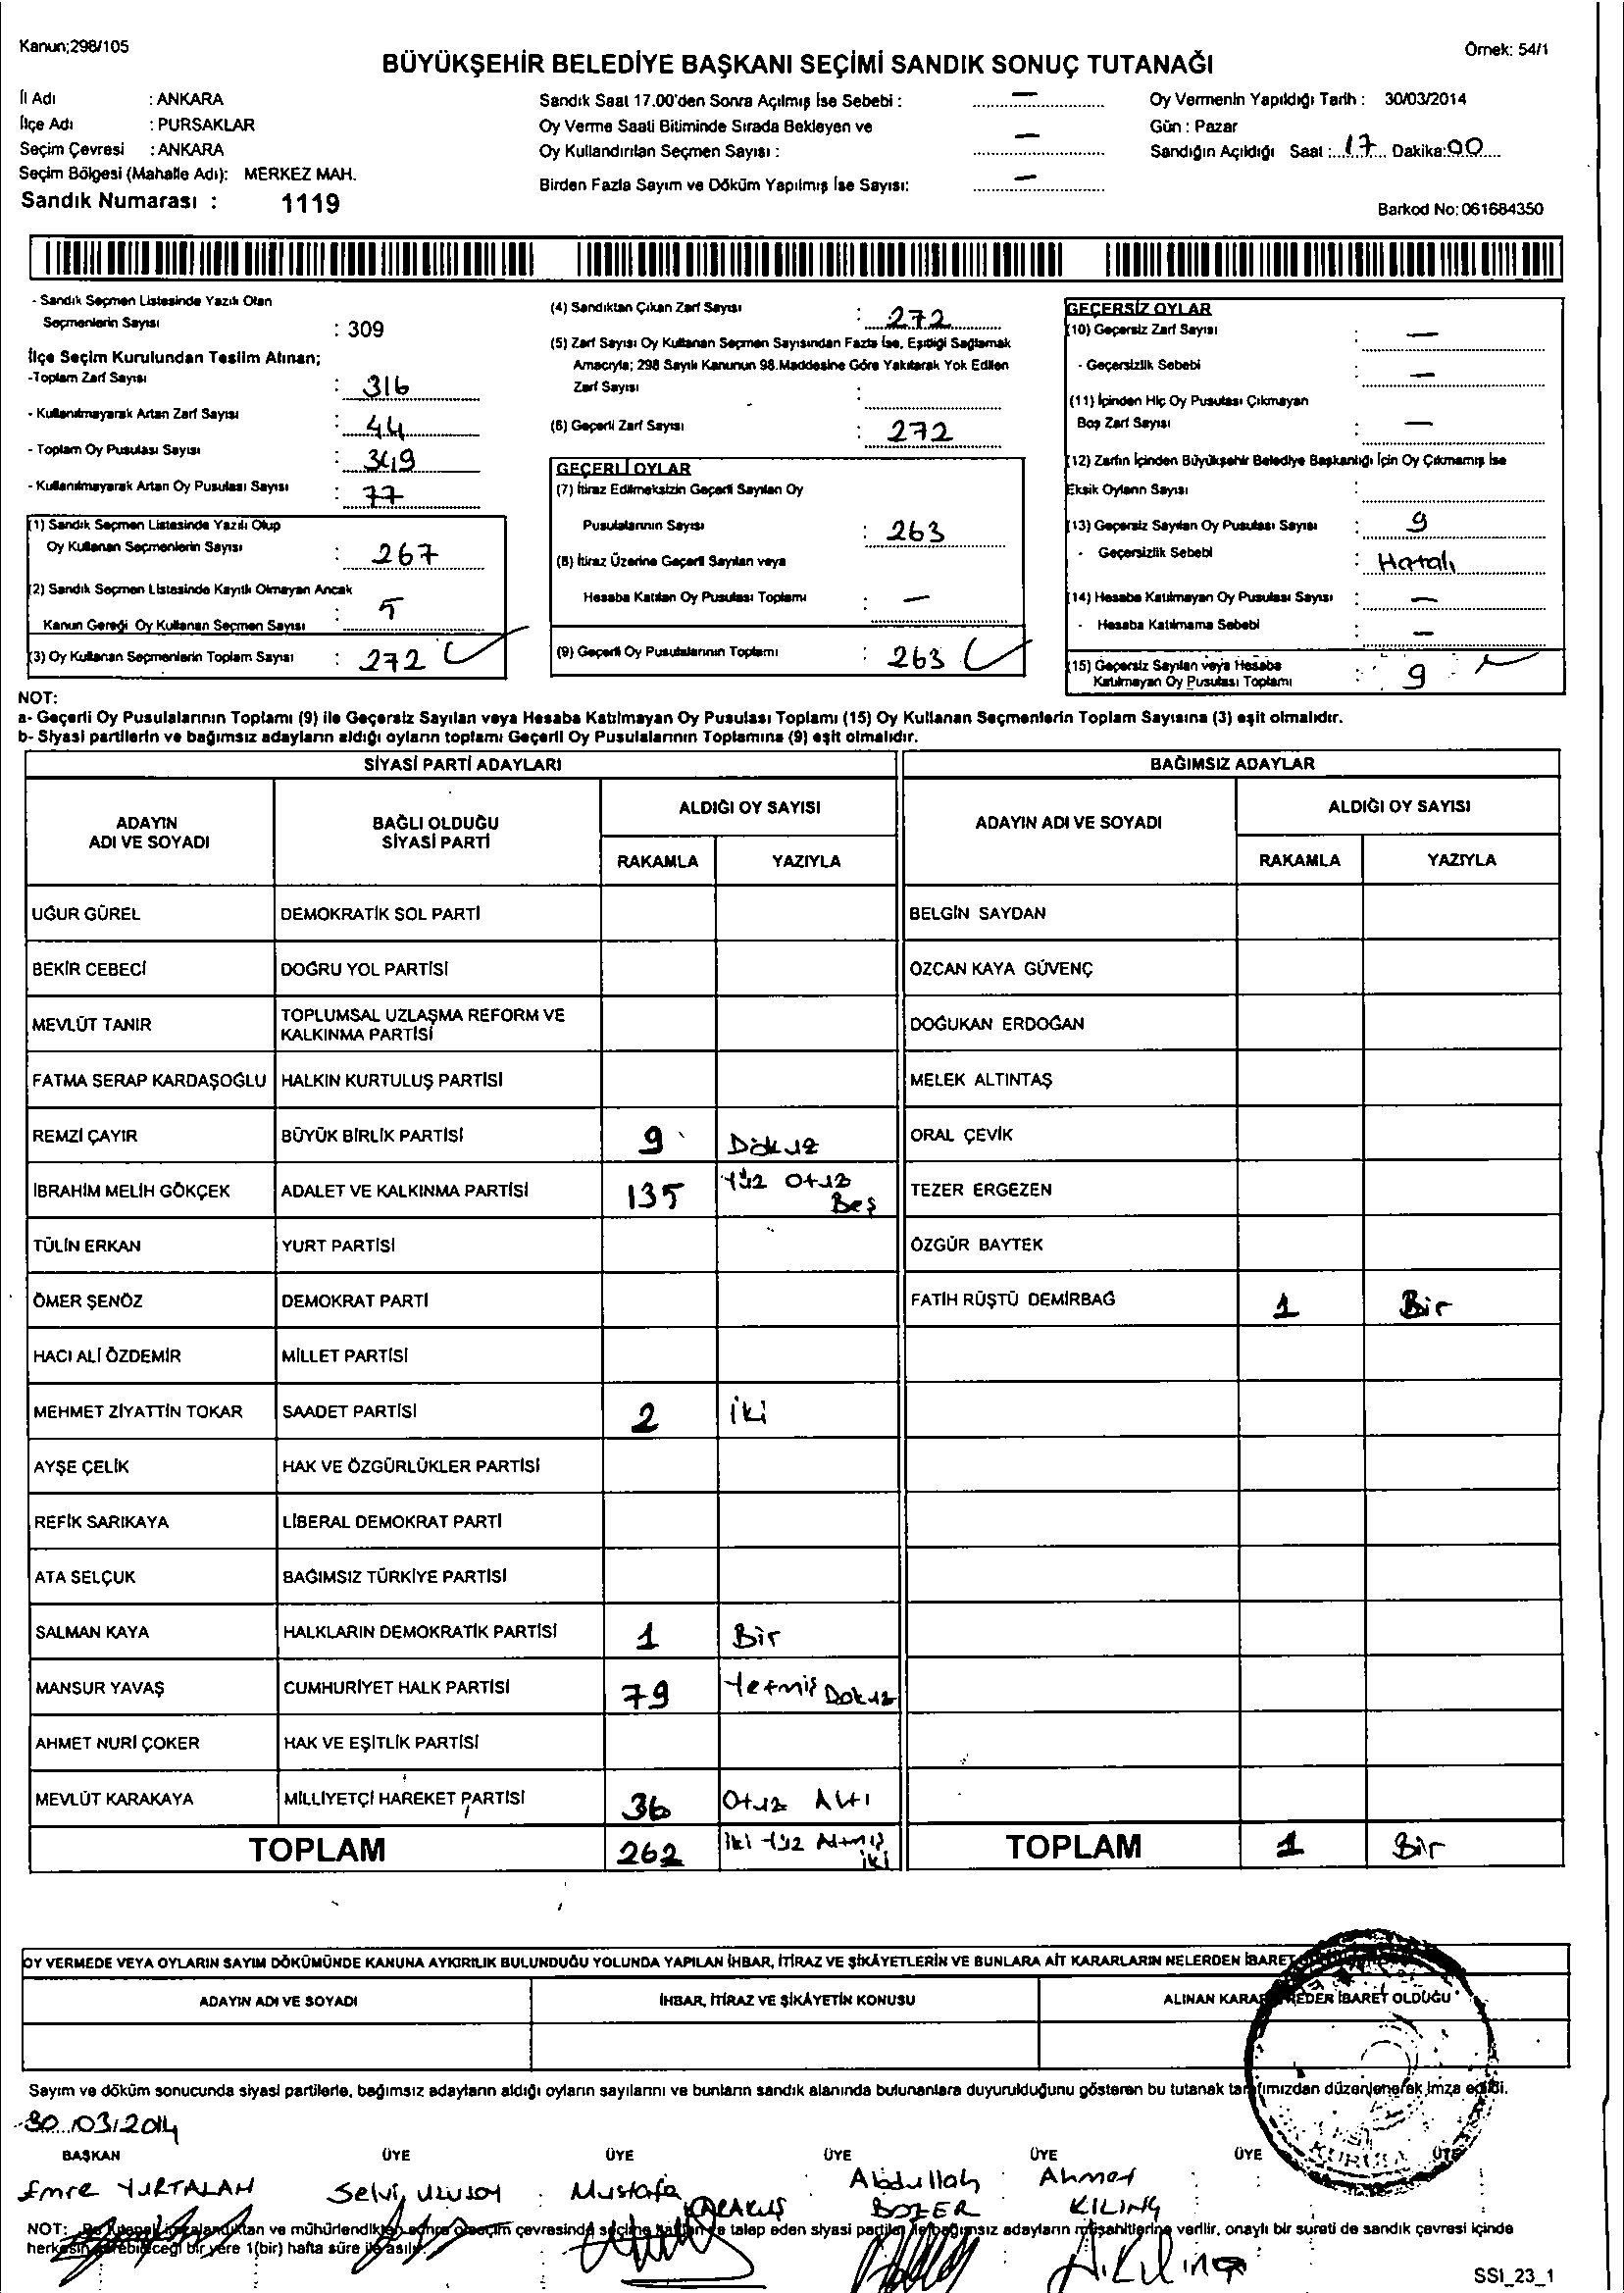 Kanun;298/105
Örnek: 54/1
BÜYÜKŞEHİR BELEDİYE BAŞKANI SEÇİMİ SANDIK SONUÇ TUTANAĞI
İl Adı : ANKARA
İlçe Adı : PURSAKLAR
Seçim Çevresi : ANKARA
Seçim Bölgesi (Mahalle Adı): MERKEZ MAH.
Sandık Numarası : 1119
Sandık Saat 17.00'den Sonra Açılmış İse Sebebi : —
Oy Verme Saati Bitiminde Sırada Bekleyen ve
Oy Kullandırılan Seçmen Sayısı : —
Birden Fazla Sayım ve Döküm Yapılmış İse Sayısı: —
Oy Vermenin Yapıldığı Tarih : 30/03/2014
Gün : Pazar
Sandığın Açıldığı Saat : 17 Dakika: 00
Barkod No: 061684350
- Sandık Seçmen Listesinde Yazılı Olan
Seçmenlerin Sayısı : 309
İlçe Seçim Kurulundan Teslim Alınan;
-Toplam Zarf Sayısı : 316
- Kullanılmayarak Artan Zarf Sayısı : 44
- Toplam Oy Pusulası Sayısı : 349
- Kullanılmayarak Artan Oy Pusulası Sayısı : 77
(1) Sandık Seçmen Listesinde Yazılı Olup
Oy Kullanan Seçmenlerin Sayısı : 267
(2) Sandık Seçmen Listesinde Kayıtlı Olmayan Ancak
Kanun Gereği Oy Kullanan Seçmen Sayısı : 5
(3) Oy Kullanan Seçmenlerin Toplam Sayısı : 272
(4) Sandıktan Çıkan Zarf Sayısı : 272
(5) Zarf Sayısı Oy Kullanan Seçmen Sayısından Fazla İse, Eşitliği Sağlamak
Amacıyla; 298 Sayılı Kanunun 98.Maddesine Göre Yakılarak Yok Edilen
Zarf Sayısı :
(6) Geçerli Zarf Sayısı : 272
GEÇERLİ OYLAR
(7) İtiraz Edilmeksizin Geçerli Sayılan Oy
Pusulalarının Sayısı : 263
(8) İtiraz Üzerine Geçerli Sayılan veya
Hesaba Katılan Oy Pusulası Toplamı : —
(9) Geçerli Oy Pusulalarının Toplamı : 263
GEÇERSİZ OYLAR
(10) Geçersiz Zarf Sayısı : —
- Geçersizlik Sebebi : —
(11) İçinden Hiç Oy Pusulası Çıkmayan
Boş Zarf Sayısı : —
(12) Zarfın İçinden Büyükşehir Belediye Başkanlığı İçin Oy Çıkmamış İse
Eksik Oyların Sayısı :
(13) Geçersiz Sayılan Oy Pusulası Sayısı : 9
- Geçersizlik Sebebi : Hatalı
(14) Hesaba Katılmayan Oy Pusulası Sayısı : —
- Hesaba Katılmama Sebebi : —
(15) Geçersiz Sayılan veya Hesaba
Katılmayan Oy Pusulası Toplamı : 9
NOT:
a- Geçerli Oy Pusulalarının Toplamı (9) ile Geçersiz Sayılan veya Hesaba Katılmayan Oy Pusulası Toplamı (15) Oy Kullanan Seçmenlerin Toplam Sayısına (3) eşit olmalıdır.
b- Siyasi partilerin ve bağımsız adayların aldığı oyların toplamı Geçerli Oy Pusulalarının Toplamına (9) eşit olmalıdır.
SİYASİ PARTİ ADAYLARI
ADAYIN ADI VE SOYADI
BAĞLI OLDUĞU SİYASİ PARTİ
ALDIĞI OY SAYISI
RAKAMLA YAZIYLA
UĞUR GÜREL DEMOKRATİK SOL PARTİ
BEKİR CEBECİ DOĞRU YOL PARTİSİ
MEVLÜT TANIR TOPLUMSAL UZLAŞMA REFORM VE KALKINMA PARTİSİ
FATMA SERAP KARDAŞOĞLU HALKIN KURTULUŞ PARTİSİ
REMZİ ÇAYIR BÜYÜK BİRLİK PARTİSİ 9 Dokuz
İBRAHİM MELİH GÖKÇEK ADALET VE KALKINMA PARTİSİ 135 Yüz Otuz Beş
TÜLİN ERKAN YURT PARTİSİ
ÖMER ŞENÖZ DEMOKRAT PARTİ
HACI ALİ ÖZDEMİR MİLLET PARTİSİ
MEHMET ZİYATTİN TOKAR SAADET PARTİSİ 2 İki
AYŞE ÇELİK HAK VE ÖZGÜRLÜKLER PARTİSİ
REFİK SARIKAYA LİBERAL DEMOKRAT PARTİ
ATA SELÇUK BAĞIMSIZ TÜRKİYE PARTİSİ
SALMAN KAYA HALKLARIN DEMOKRATİK PARTİSİ 1 Bir
MANSUR YAVAŞ CUMHURİYET HALK PARTİSİ 79 Yetmiş Dokuz
AHMET NURİ ÇOKER HAK VE EŞİTLİK PARTİSİ
MEVLÜT KARAKAYA MİLLİYETÇİ HAREKET PARTİSİ 36 Otuz Altı
TOPLAM 262 İki Yüz Altmış İki
BAĞIMSIZ ADAYLAR
ADAYIN ADI VE SOYADI
ALDIĞI OY SAYISI
RAKAMLA YAZIYLA
BELGİN SAYDAN
ÖZCAN KAYA GÜVENÇ
DOĞUKAN ERDOĞAN
MELEK ALTINTAŞ
ORAL ÇEVİK
TEZER ERGEZEN
ÖZGÜR BAYTEK
FATİH RÜŞTÜ DEMİRBAĞ 1 Bir
TOPLAM 1 Bir
OY VERMEDE VEYA OYLARIN SAYIM DÖKÜMÜNDE KANUNA AYKIRILIK BULUNDUĞU YOLUNDA YAPILAN İHBAR, İTİRAZ VE ŞİKÂYETLERİN VE BUNLARA AİT KARARLARIN NELERDEN İBARET
ADAYIN ADI VE SOYADI İHBAR, İTİRAZ VE ŞİKÂYETİN KONUSU ALINAN KARAR NEDEN İBARET OLDUĞU
Sayım ve döküm sonucunda siyasi partilerle, bağımsız adayların aldığı oyların sayılarını ve bunların sandık alanında bulunanlara duyurulduğunu gösteren bu tutanak tarafımızdan düzenlenerek imza edildi.
30/03/2014
BAŞKAN ÜYE ÜYE ÜYE ÜYE ÜYE ÜYE
Emre YURTALAN Selvi ULUSOY Mustafa KARAKUŞ Abdullah BOZER Ahmet KILINÇ
KURULU
NOT: Bu tutanak imzalandıktan ve mühürlendikten sonra o seçim çevresinde seçime katılan ve talep eden siyasi partiler ile bağımsız adayların müşahitlerine verilir, onaylı bir sureti de sandık çevresi içinde
herkesin görebileceği bir yere 1(bir) hafta süre ile asılır.
A.Kılınç
SSI_23_1